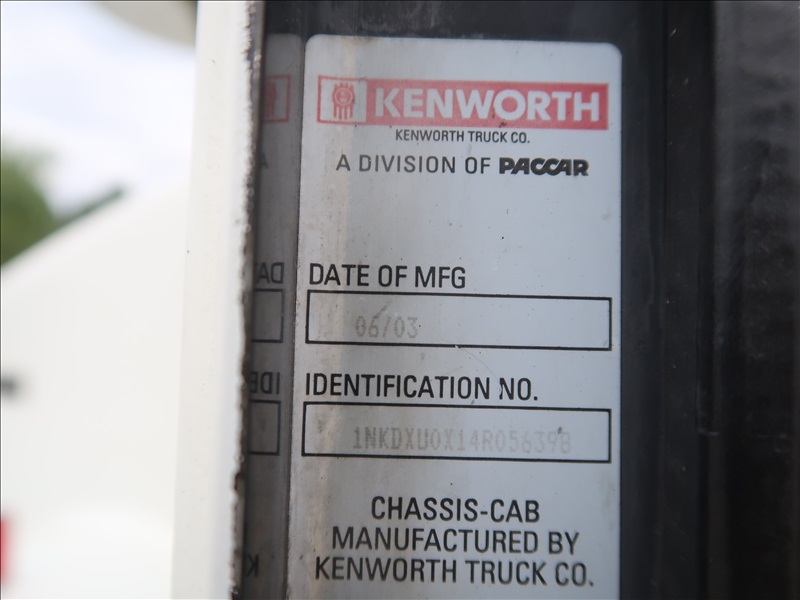 KENWORTH
KENWORTH TRUCK CO.
A DIVISION OF PACCAR
DATE OF MFG
06/03
IDENTIFICATION NO.
1NKDXU0X14R056398
CHASSIS-CAB
MANUFACTURED BY
KENWORTH TRUCK CO.